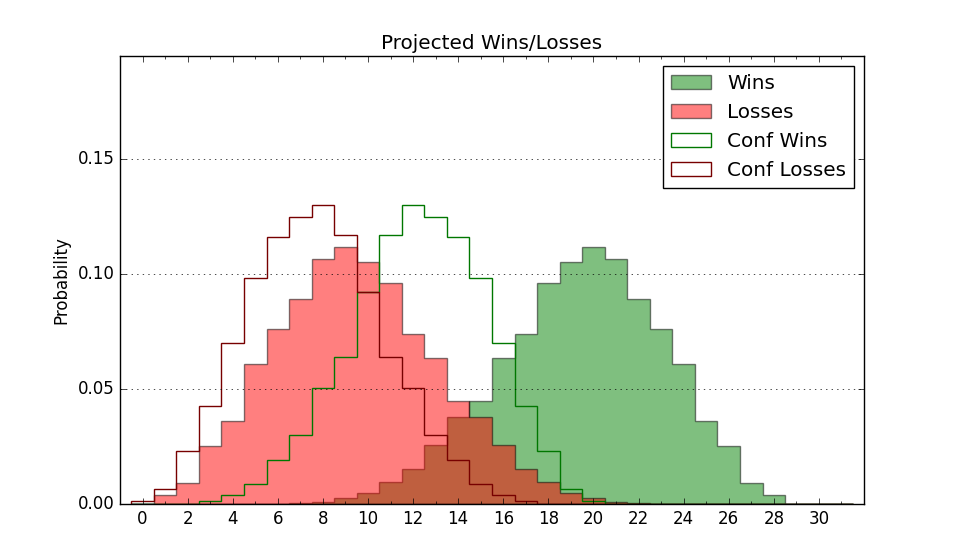 Projected Wins/Losses
Wins
Losses
Conf Wins
Conf Losses
Probability
0.15
0.10
0.05
0.00
0 2 4 6 8 10 12 14 16 18 20 22 24 26 28 30